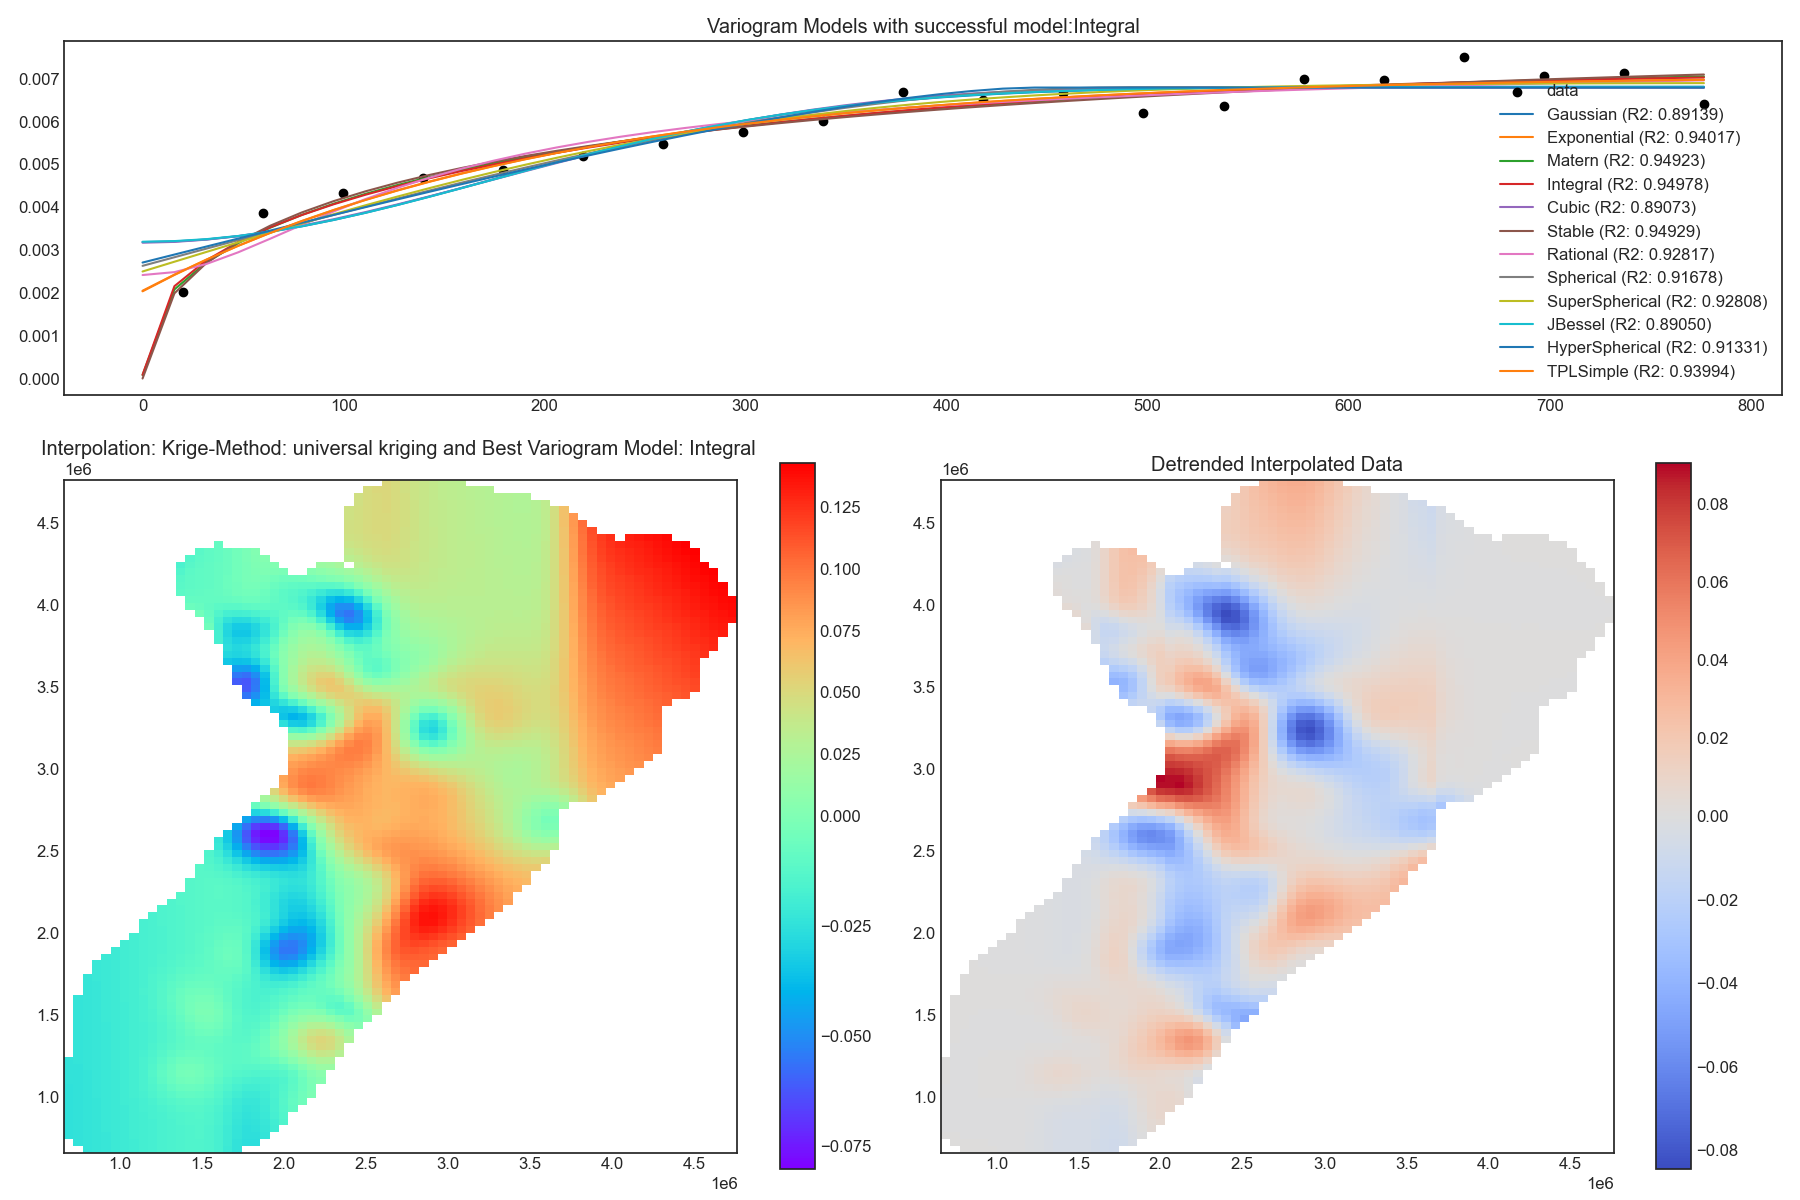 Variogram Models with successful model:Integral
0.007
0.006
0.005
0.004
0.003
0.002
0.001
0.000
data
Gaussian (R2: 0.89139)
Exponential (R2: 0.94017)
Matern (R2: 0.94923)
Integral (R2: 0.94978)
Cubic (R2: 0.89073)
Stable (R2: 0.94929)
Rational (R2: 0.92817)
Spherical (R2: 0.91678)
SuperSpherical (R2: 0.92808)
JBessel (R2: 0.89050)
HyperSpherical (R2: 0.91331)
TPLSimple (R2: 0.93994)
0 100 200 300 400 500 600 700 800
Interpolation: Krige-Method: universal kriging and Best Variogram Model: Integral
1e6
4.5
4.0
3.5
3.0
2.5
2.0
1.5
1.0
1.0 1.5 2.0 2.5 3.0 3.5 4.0 4.5
1e6
0.125
0.100
0.075
0.050
0.025
0.000
−0.025
−0.050
−0.075
Detrended Interpolated Data
1e6
4.5
4.0
3.5
3.0
2.5
2.0
1.5
1.0
1.0 1.5 2.0 2.5 3.0 3.5 4.0 4.5
1e6
0.08
0.06
0.04
0.02
0.00
−0.02
−0.04
−0.06
−0.08